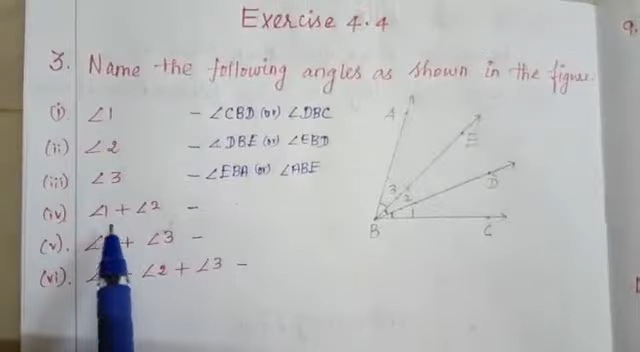 Exercise 4.4
3. Name the following angles as shown in the figure.
(i) ∠1 - ∠CBD (or) ∠DBC
(ii) ∠2 - ∠DBE (or) ∠EBD
(iii) ∠3 - ∠EBA (or) ∠ABE
(iv) ∠1 + ∠2 -
(v). + ∠3 -
(vi). ∠2 + ∠3 -
A
E
D
3 2
1
B C
9.